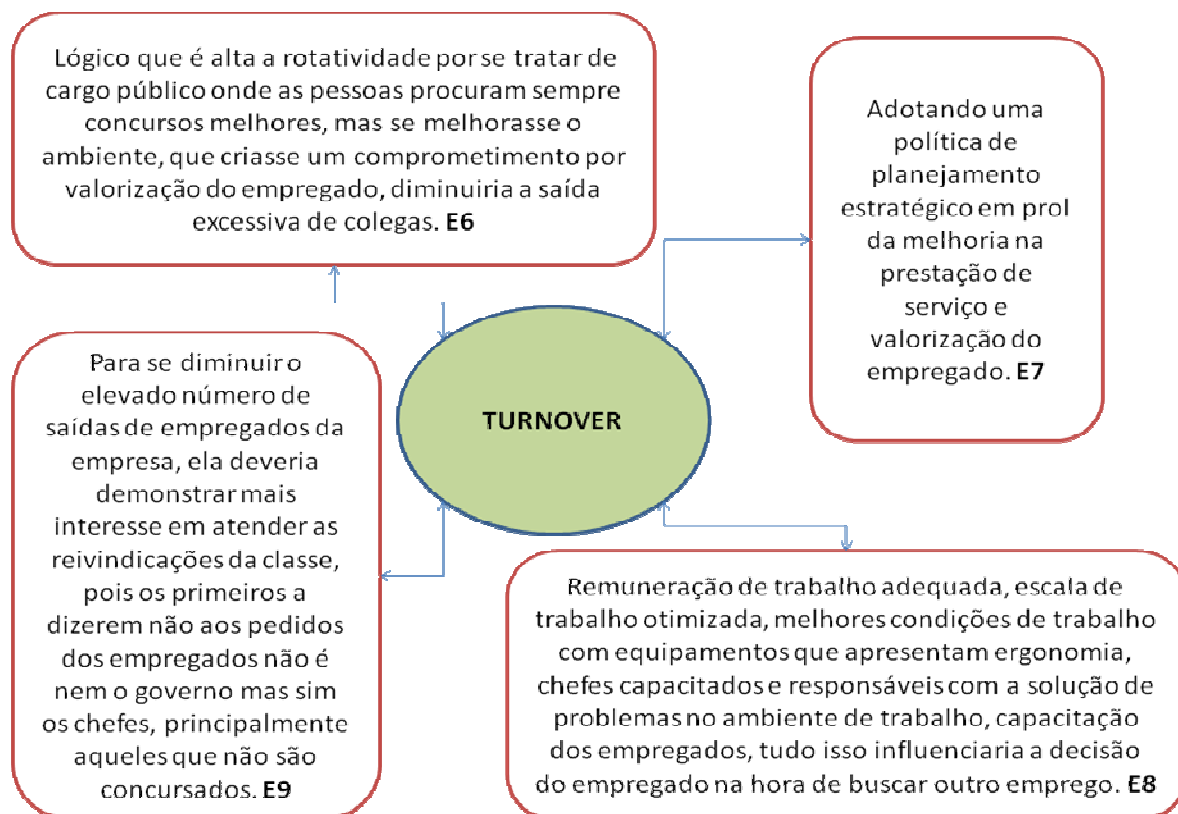 Lógico que é alta a rotatividade por se tratar de
cargo público onde as pessoas procuram sempre
concursos melhores, mas se melhorasse o
ambiente, que criasse um comprometimento por
valorização do empregado, diminuiria a saída
excessiva de colegas. E6
Adotando uma
política de
planejamento
estratégico em prol
da melhoria na
prestação de
serviço e
valorização do
empregado. E7
TURNOVER
Para se diminuir o
elevado número de
saídas de empregados da
empresa, ela deveria
demonstrar mais
interesse em atender as
reivindicações da classe,
pois os primeiros a
dizerem não aos pedidos
dos empregados não é
nem o governo mas sim
os chefes, principalmente
aqueles que não são
concursados. E9
Remuneração de trabalho adequada, escala de
trabalho otimizada, melhores condições de trabalho
com equipamentos que apresentam ergonomia,
chefes capacitados e responsáveis com a solução de
problemas no ambiente de trabalho, capacitação
dos empregados, tudo isso influenciaria a decisão
do empregado na hora de buscar outro emprego. E8